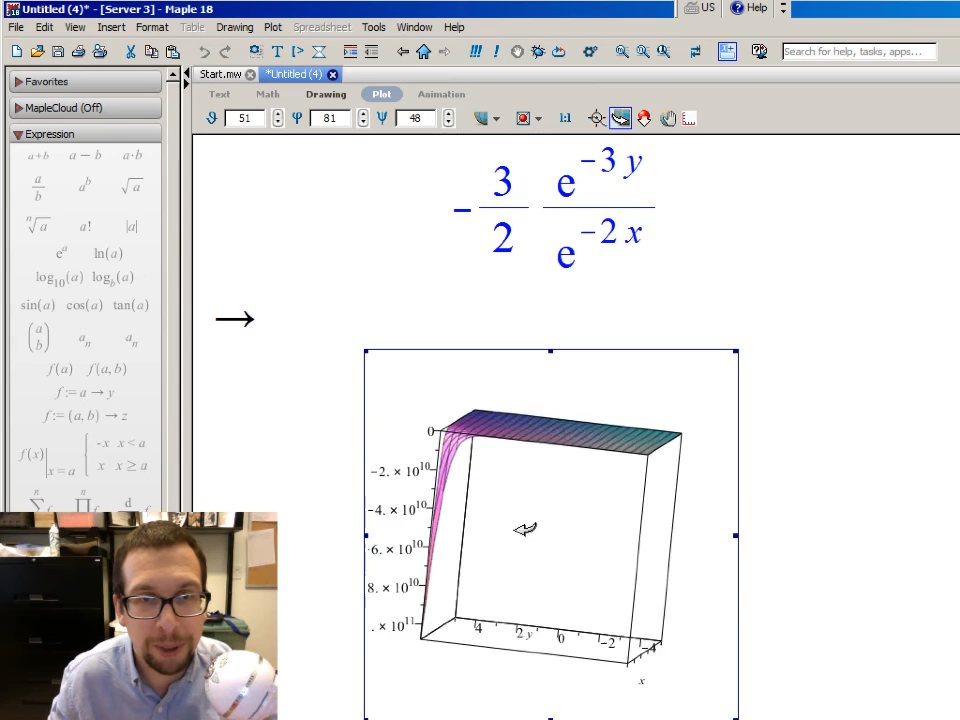 Untitled (4)* - [Server 3] - Maple 18
US Help
File Edit View Insert Format Table Drawing Plot Spreadsheet Tools Window Help
Search for help, tasks, apps...
Favorites
MapleCloud (Off)
Expression
Start.mw *Untitled (4)
Text Math Drawing Plot Animation
ϑ 51 φ 81 ψ 48 1:1
a+b a−b a·b
a/b a^b √a
ⁿ√a a! |a|
e^a ln(a)
log₁₀(a) log_b(a)
sin(a) cos(a) tan(a)
(a b) a_n a_n
f(a) f(a, b)
f := a → y
f := (a, b) → z
f(x)|x=a { -x x < a
x x ≥ a
n n d
−3/2 e^(−3 y)/e^(−2 x)
→
0
−2. × 10^10
−4. × 10^10
6. × 10^10
8. × 10^10
. × 10^11
4 2 y 0 −2 −4
x